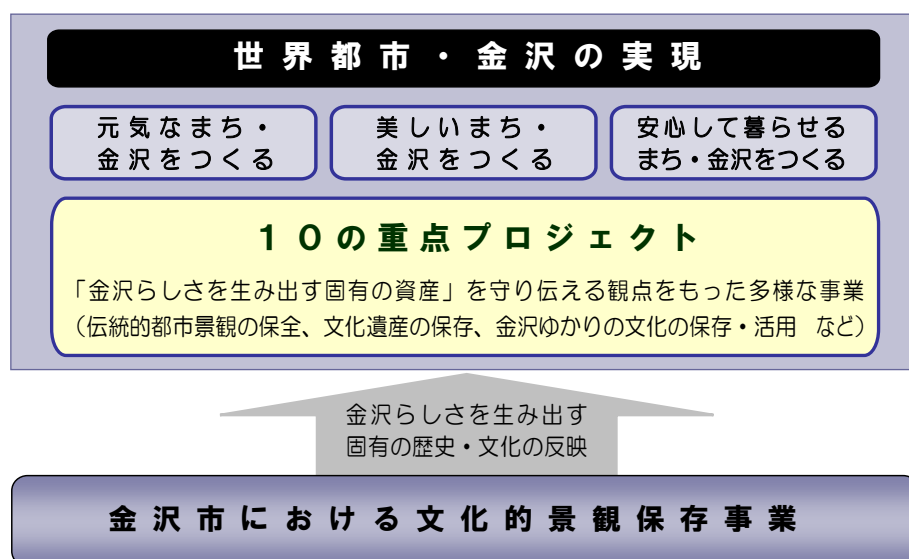 世界都市・金沢の実現
元気なまち・
金沢をつくる
美しいまち・
金沢をつくる
安心して暮らせる
まち・金沢をつくる
１０の重点プロジェクト
「金沢らしさを生み出す固有の資産」を守り伝える観点をもった多様な事業
（伝統的都市景観の保全、文化遺産の保存、金沢ゆかりの文化の保存・活用　など）
金沢らしさを生み出す
固有の歴史・文化の反映
金沢市における文化的景観保存事業